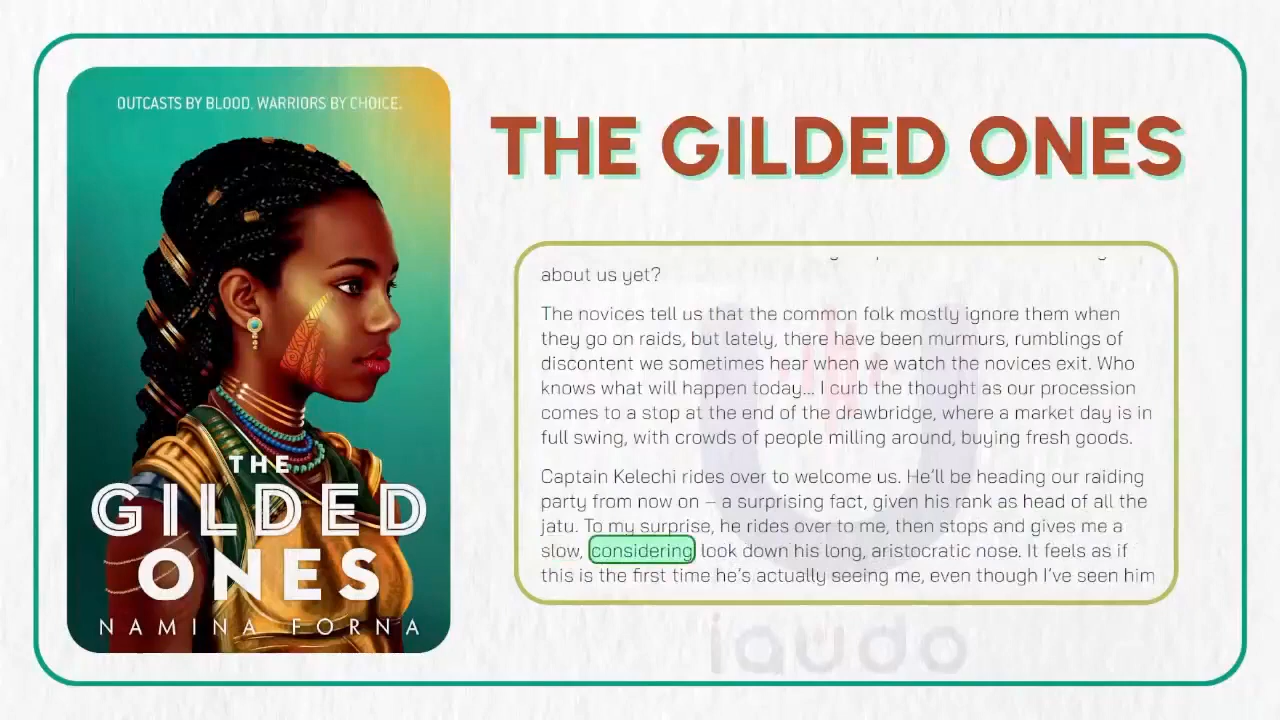 OUTCASTS BY BLOOD. WARRIORS BY CHOICE.
THE
GILDED
ONES
NAMINA FORNA
THE GILDED ONES
about us yet?
The novices tell us that the common folk mostly ignore them when
they go on raids, but lately, there have been murmurs, rumblings of
discontent we sometimes hear when we watch the novices exit. Who
knows what will happen today... I curb the thought as our procession
comes to a stop at the end of the drawbridge, where a market day is in
full swing, with crowds of people milling around, buying fresh goods.
Captain Kelechi rides over to welcome us. He'll be heading our raiding
party from now on – a surprising fact, given his rank as head of all the
jatu. To my surprise, he rides over to me, then stops and gives me a
slow, considering look down his long, aristocratic nose. It feels as if
this is the first time he's actually seeing me, even though I've seen him
iaudo